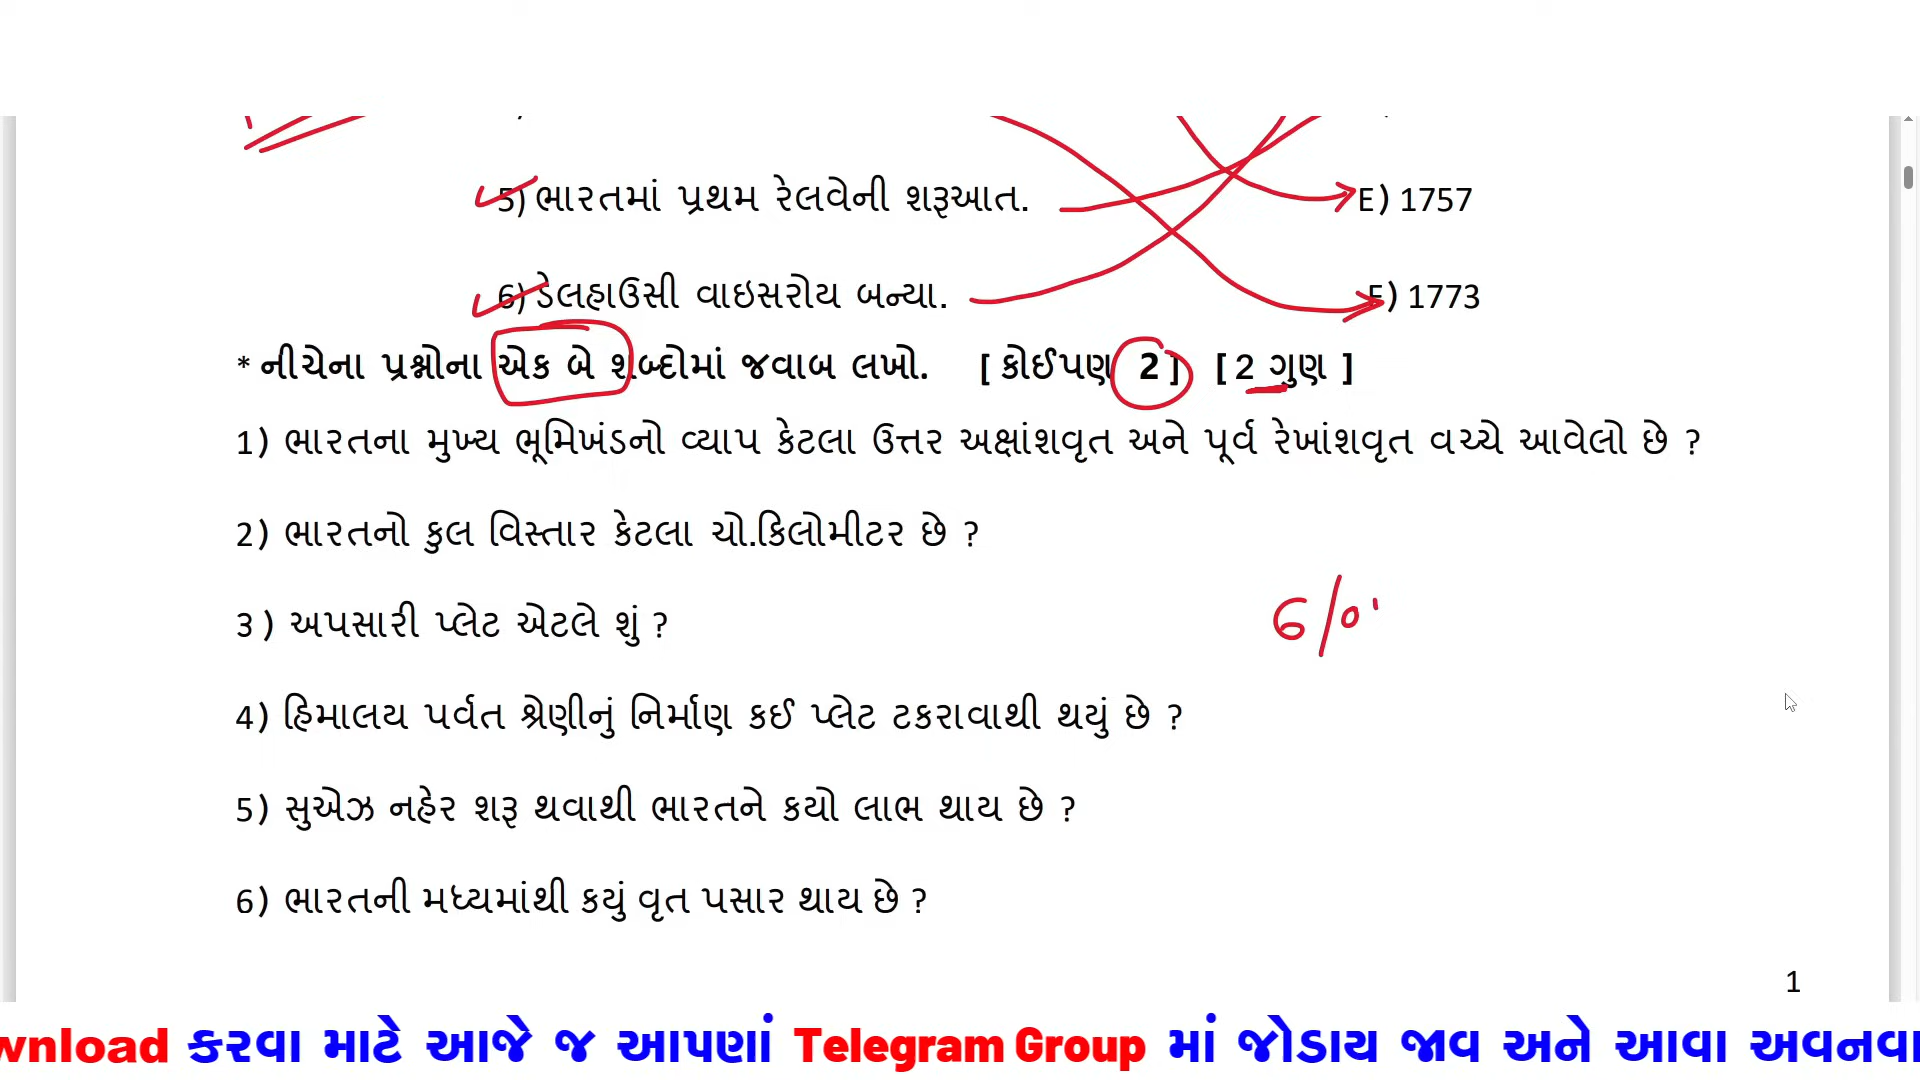 5) ભારતમાં પ્રથમ રેલવેની શરૂઆત. E) 1757
6) ડેલહાઉસી વાઇસરોય બન્યા. F) 1773
* નીચેના પ્રશ્નોના એક બે શબ્દોમાં જવાબ લખો. [ કોઈપણ 2 ] [ 2 ગુણ ]
1) ભારતના મુખ્ય ભૂમિખંડનો વ્યાપ કેટલા ઉત્તર અક્ષાંશવૃત અને પૂર્વ રેખાંશવૃત વચ્ચે આવેલો છે ?
2) ભારતનો કુલ વિસ્તાર કેટલા ચો.કિલોમીટર છે ?
3) અપસારી પ્લેટ એટલે શું ?
6/0
4) હિમાલય પર્વત શ્રેણીનું નિર્માણ કઈ પ્લેટ ટકરાવાથી થયું છે ?
5) સુએઝ નહેર શરૂ થવાથી ભારતને કયો લાભ થાય છે ?
6) ભારતની મધ્યમાંથી કયું વૃત પસાર થાય છે ?
1
wnload કરવા માટે આજે જ આપણાં Telegram Group માં જોડાય જાવ અને આવા અવનવા